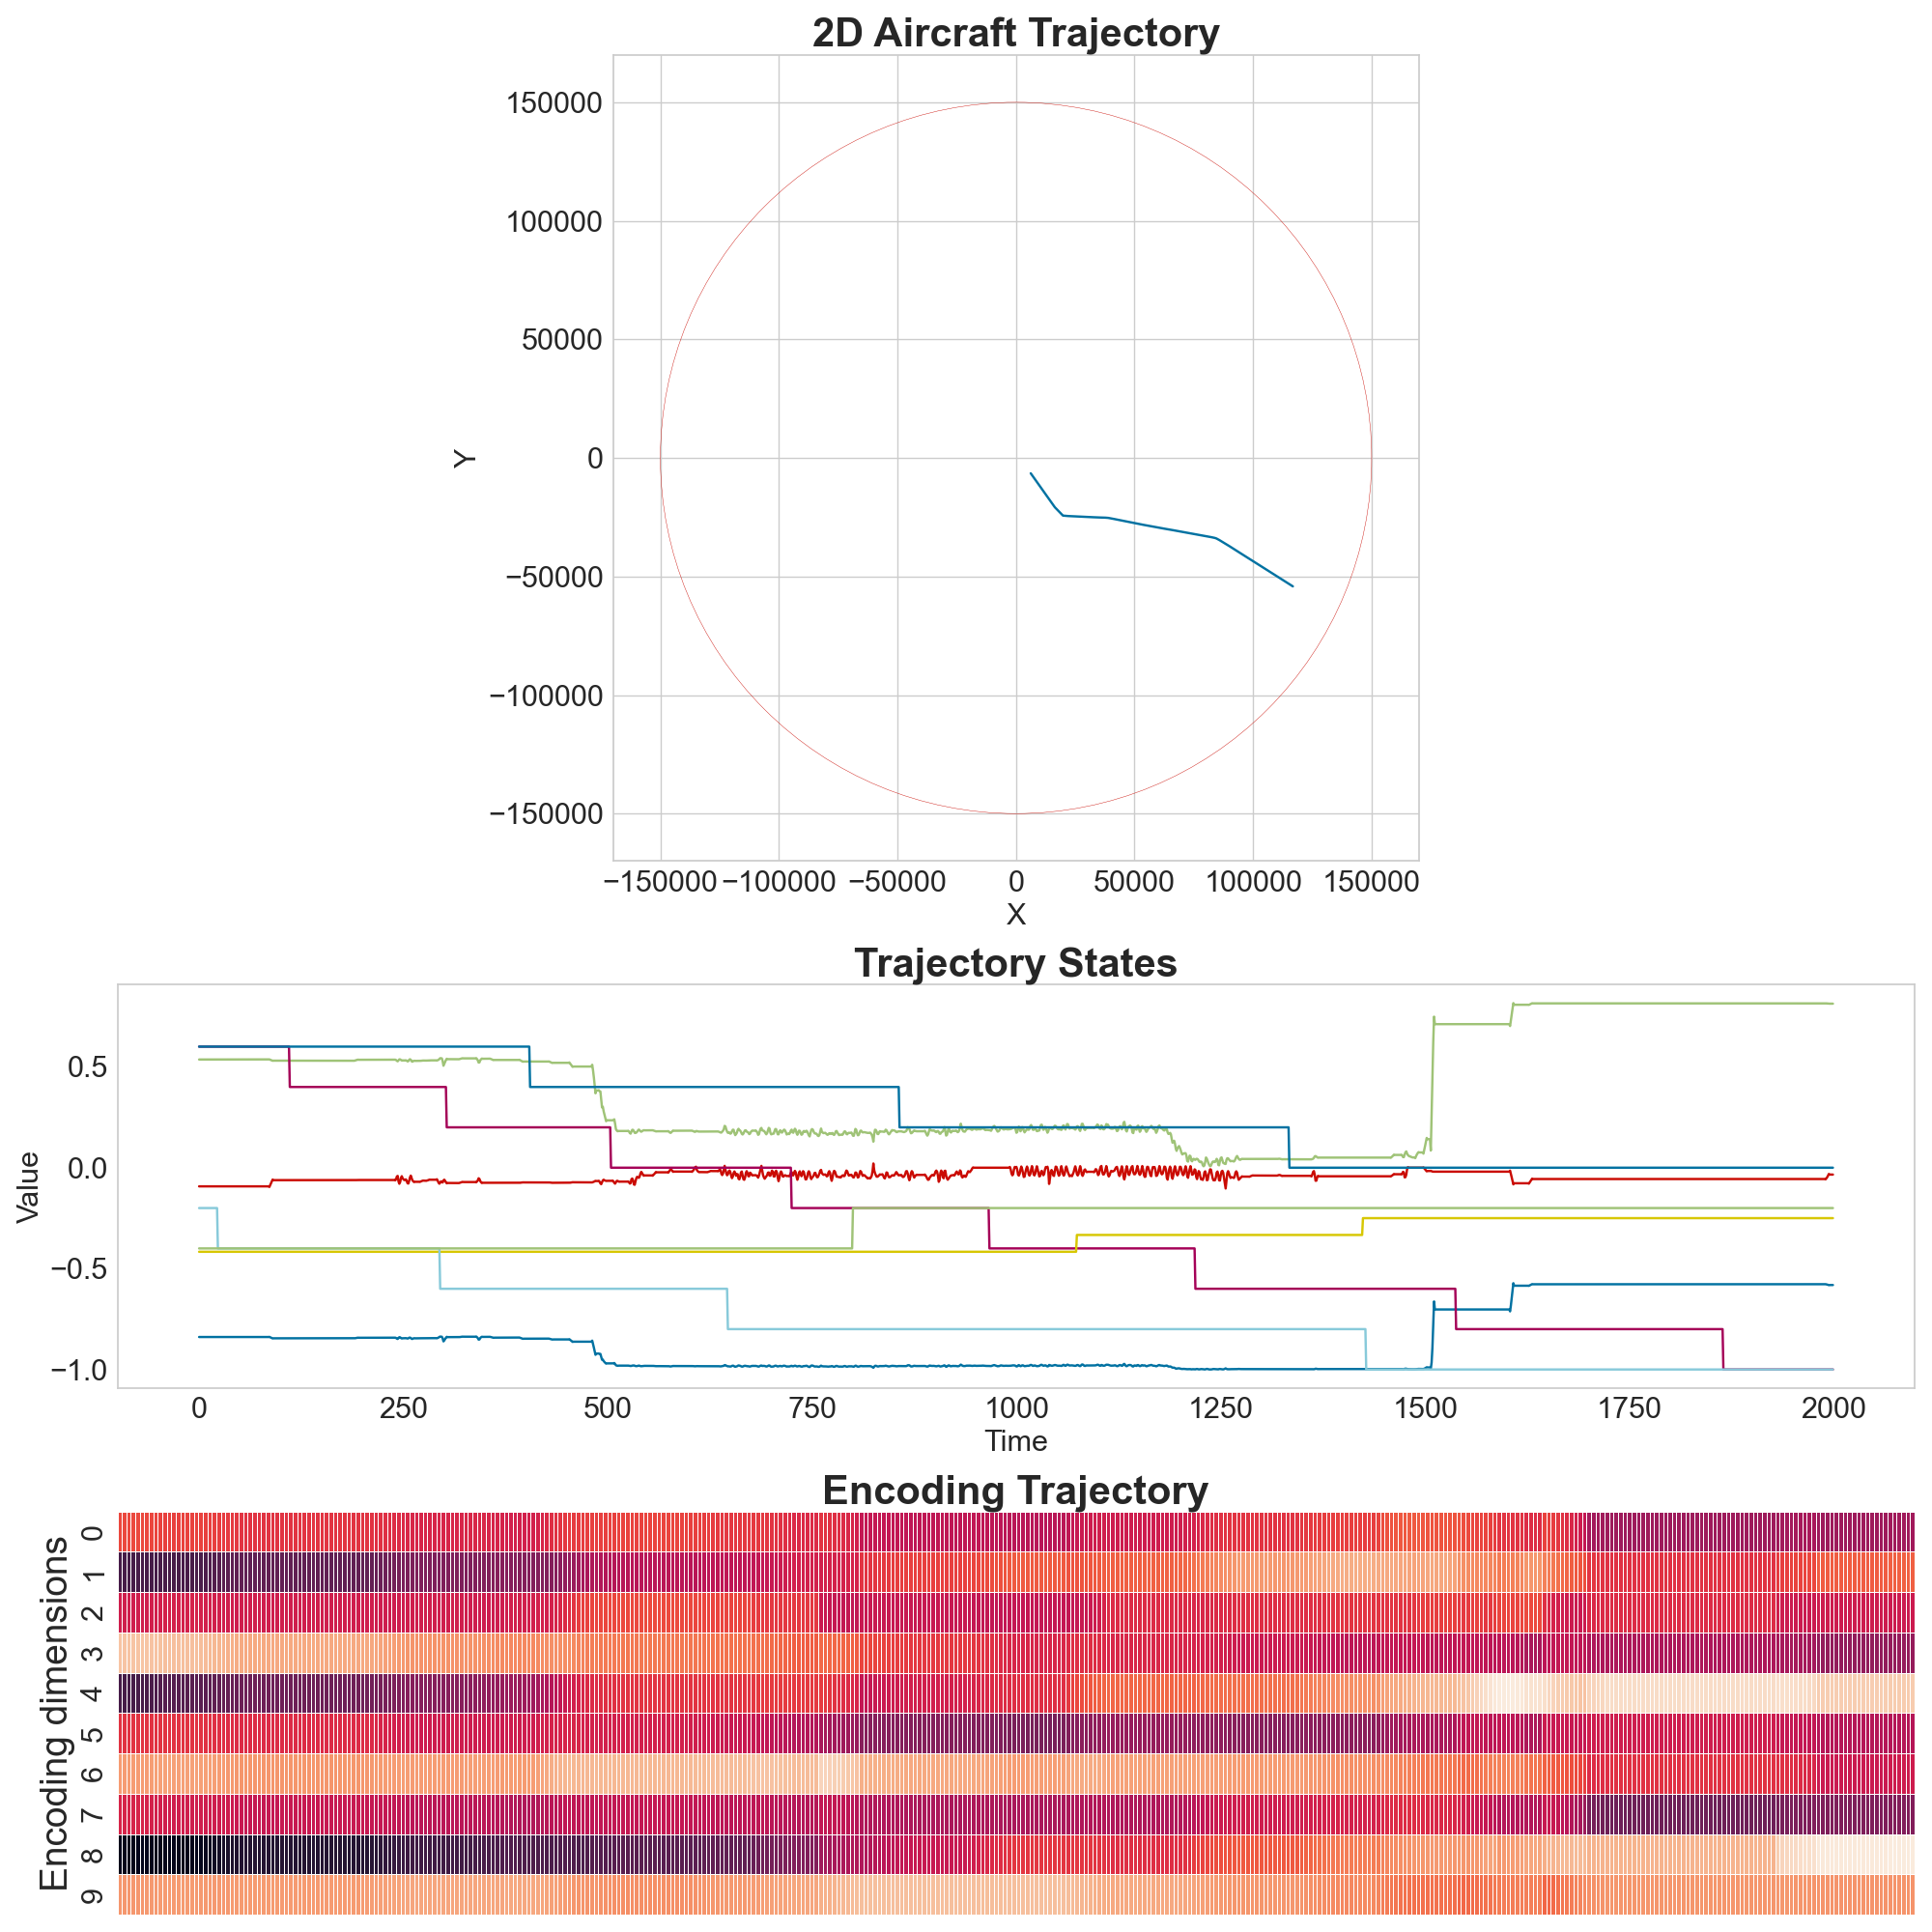 2D Aircraft Trajectory
150000
100000
50000
0
−50000
−100000
−150000
Y
−150000 −100000 −50000 0 50000 100000 150000
X
Trajectory States
0.5
0.0
−0.5
−1.0
Value
0 250 500 750 1000 1250 1500 1750 2000
Time
Encoding Trajectory
Encoding dimensions
0
1
2
3
4
5
6
7
8
9